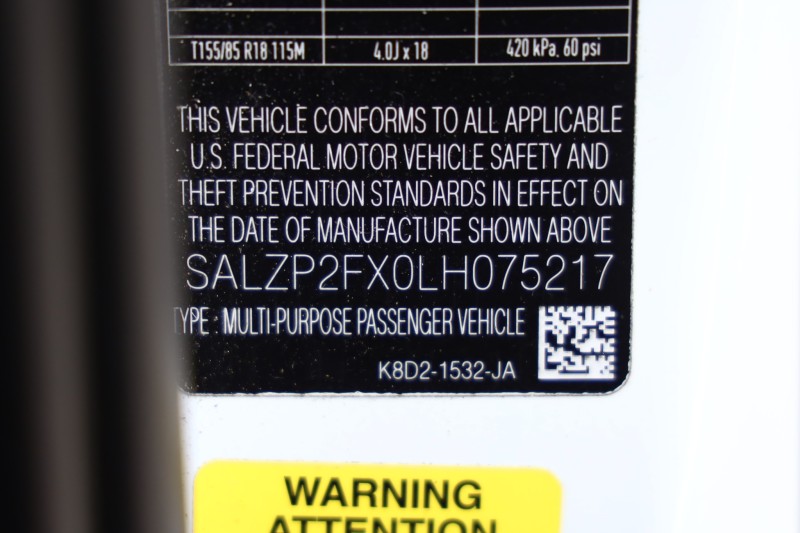 T155/85 R18 115M 4.0J x 18 420 kPa, 60 psi
THIS VEHICLE CONFORMS TO ALL APPLICABLE
U.S. FEDERAL MOTOR VEHICLE SAFETY AND
THEFT PREVENTION STANDARDS IN EFFECT ON
THE DATE OF MANUFACTURE SHOWN ABOVE
SALZP2FX0LH075217
TYPE : MULTI-PURPOSE PASSENGER VEHICLE
K8D2-1532-JA
WARNING
ATTENTION